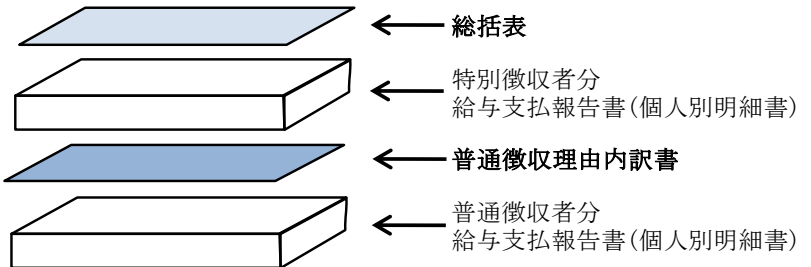 総括表
特別徴収者分
給与支払報告書(個人別明細書)
普通徴収理由内訳書
普通徴収者分
給与支払報告書(個人別明細書)